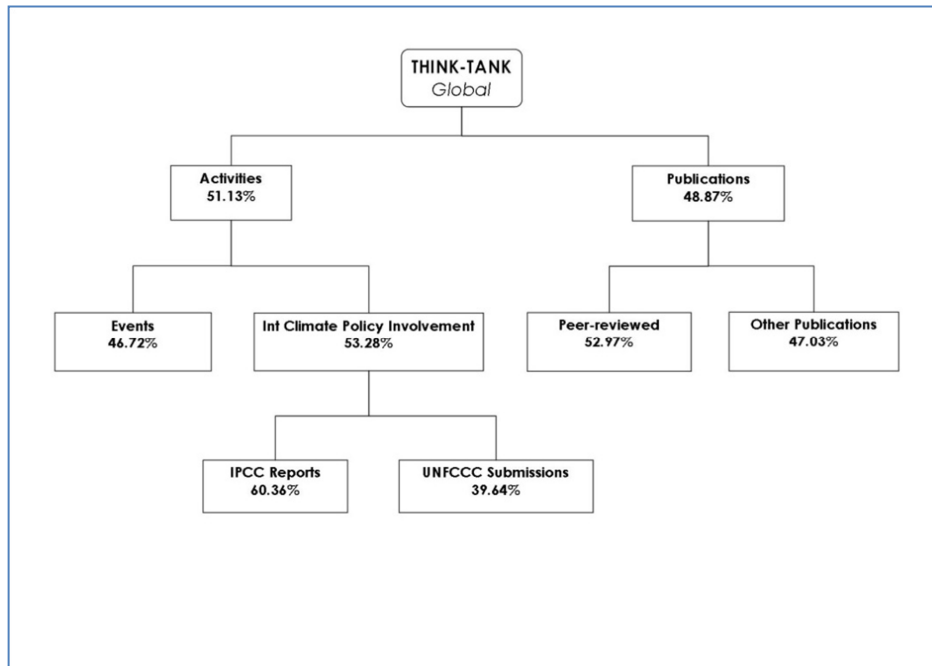 THINK-TANK
Global
Activities
51.13%
Publications
48.87%
Events
46.72%
Int Climate Policy Involvement
53.28%
Peer-reviewed
52.97%
Other Publications
47.03%
IPCC Reports
60.36%
UNFCCC Submissions
39.64%